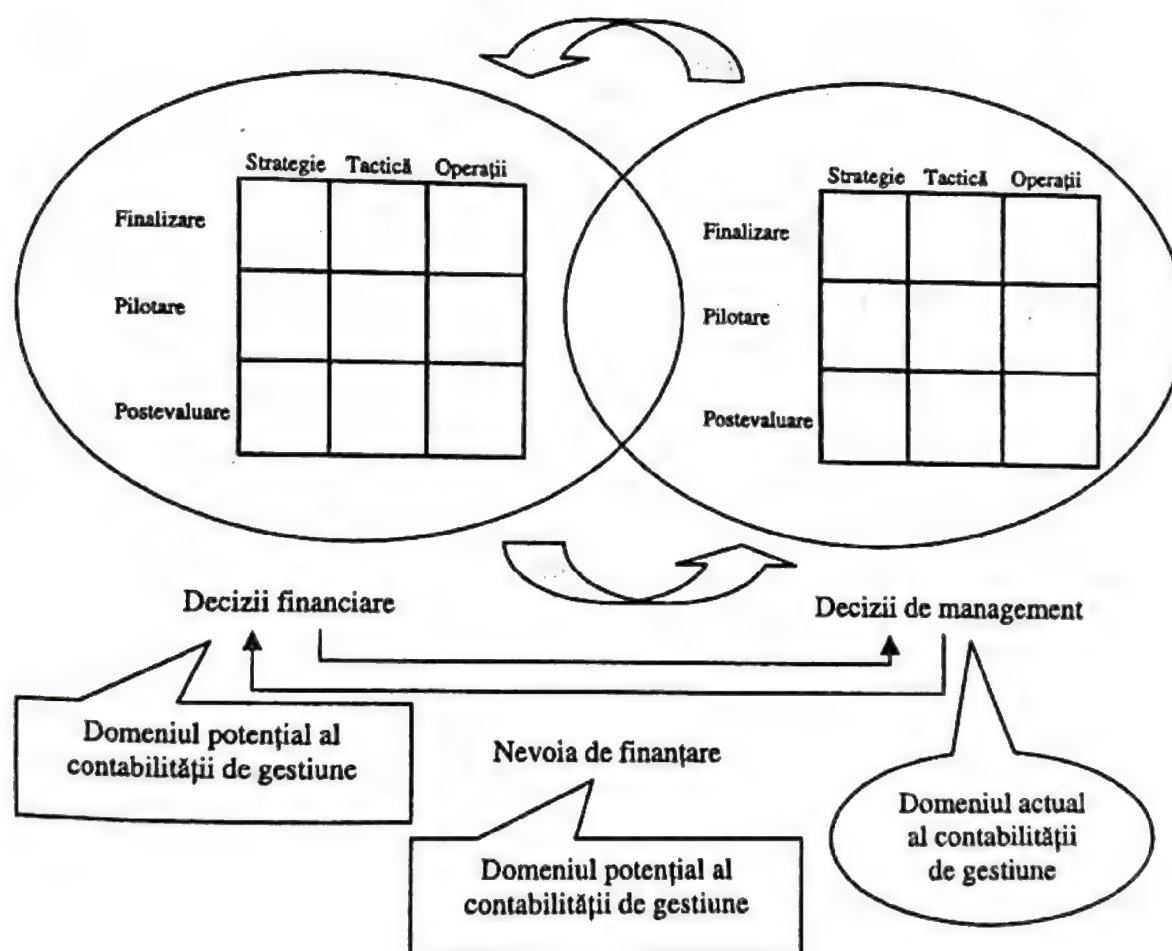 Strategie Tactică Operații
Finalizare
Pilotare
Postevaluare
Strategie Tactică Operații
Finalizare
Pilotare
Postevaluare
Decizii financiare
Decizii de management
Domeniul potențial al
contabilității de gestiune
Nevoia de finanțare
Domeniul potențial al
contabilității de gestiune
Domeniul actual
al contabilității
de gestiune